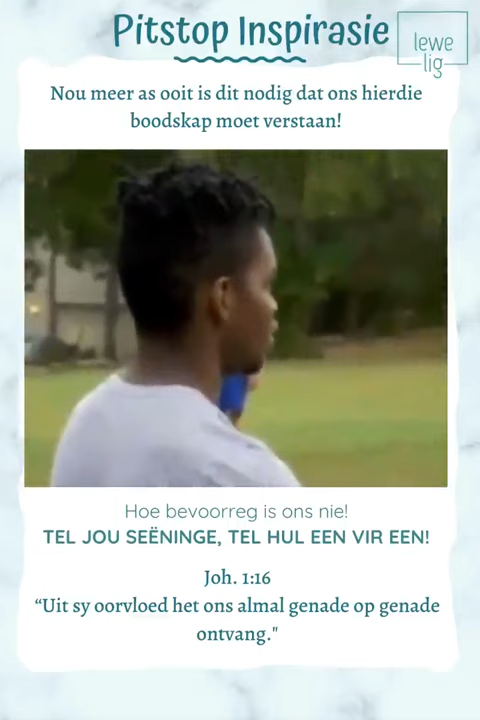 Pitstop Inspirasie
lewe
lig
Nou meer as ooit is dit nodig dat ons hierdie
boodskap moet verstaan!
Hoe bevoorreg is ons nie!
TEL JOU SEËNINGE, TEL HUL EEN VIR EEN!
Joh. 1:16
“Uit sy oorvloed het ons almal genade op genade
ontvang."